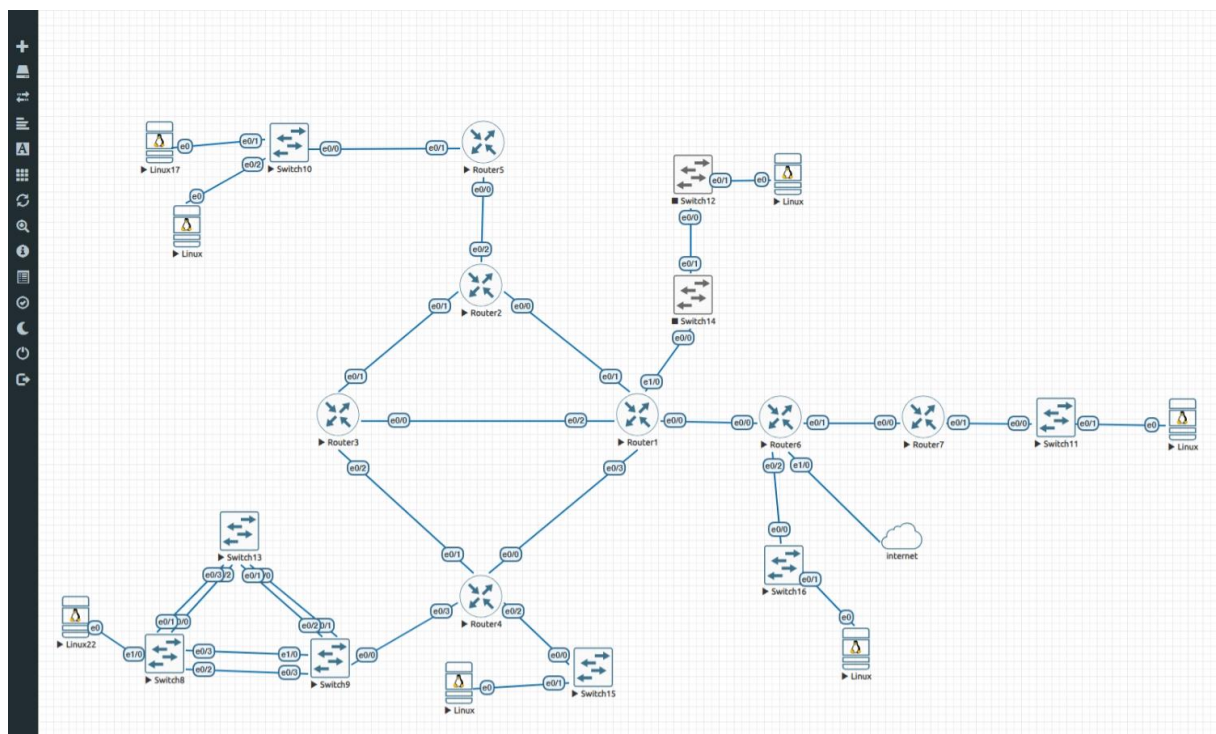 A
Linux17
e0
e0/1
e0/2
Switch10
e0/0
e0/1
Router5
e0
Linux
e0/0
e0/2
Router2
e0/1
e0/0
Switch12
e0/1
e0
Linux
e0/0
e0/1
Switch14
e0/0
e1/0
e0/1
e0/1
Router3
e0/0
e0/2
Router1
e0/0
e0/0
Router6
e0/1
e0/0
Router7
e0/1
e0/0
Switch11
e0/1
e0
Linux
e0/2
e0/3
e0/2
e1/0
e0/0
Switch16
e0/1
internet
e0
Linux
Switch13
e0/3
/2
e0/1
/0
e0/1
e0/0
Router4
e0/3
e0/2
Linux22
e0
e1/0
e0/1
0/0
Switch8
e0/3
e0/2
e1/0
e0/3
e0/2
0/1
Switch9
e0/0
e0/0
Switch15
e0/1
e0
Linux